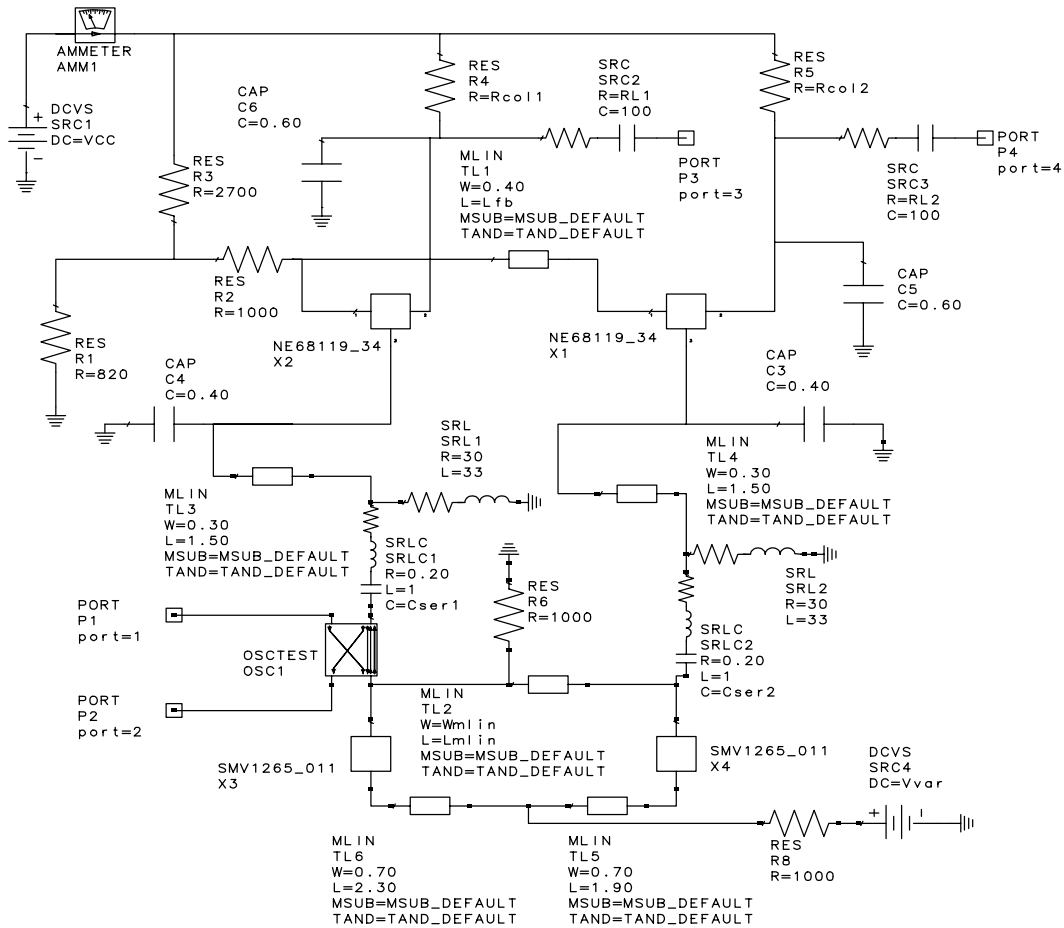 AMMETER
AMM1
DCVS
SRC1
DC=VCC
+
-
RES
R3
R=2700
CAP
C6
C=0.60
RES
R4
R=Rcol1
SRC
SRC2
R=RL1
C=100
PORT
P3
port=3
RES
R5
R=Rcol2
SRC
SRC3
R=RL2
C=100
PORT
P4
port=4
MLIN
TL1
W=0.40
L=Lfb
MSUB=MSUB_DEFAULT
TAND=TAND_DEFAULT
RES
R2
R=1000
RES
R1
R=820
NE68119_34
X2
NE68119_34
X1
CAP
C5
C=0.60
CAP
C4
C=0.40
CAP
C3
C=0.40
MLIN
TL3
W=0.30
L=1.50
MSUB=MSUB_DEFAULT
TAND=TAND_DEFAULT
SRL
SRL1
R=30
L=33
MLIN
TL4
W=0.30
L=1.50
MSUB=MSUB_DEFAULT
TAND=TAND_DEFAULT
SRLC
SRLC1
R=0.20
L=1
C=Cser1
RES
R6
R=1000
SRL
SRL2
R=30
L=33
SRLC
SRLC2
R=0.20
L=1
C=Cser2
PORT
P1
port=1
OSCTEST
OSC1
PORT
P2
port=2
MLIN
TL2
W=Wmlin
L=Lmlin
MSUB=MSUB_DEFAULT
TAND=TAND_DEFAULT
SMV1265_011
X3
SMV1265_011
X4
DCVS
SRC4
DC=Vvar
+
-
RES
R8
R=1000
MLIN
TL6
W=0.70
L=2.30
MSUB=MSUB_DEFAULT
TAND=TAND_DEFAULT
MLIN
TL5
W=0.70
L=1.90
MSUB=MSUB_DEFAULT
TAND=TAND_DEFAULT